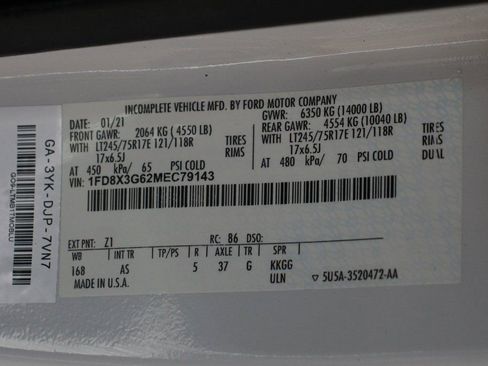 INCOMPLETE VEHICLE MFD. BY FORD MOTOR COMPANY
DATE: 01/21 GVWR: 6350 KG (14000 LB)
FRONT GAWR: 2064 KG (4550 LB) REAR GAWR: 4554 KG (10040 LB)
WITH LT245/75R17E 121/118R TIRES WITH LT245/75R17E 121/118R TIRES
17x6.5J RIMS 17x6.5J RIMS
AT 450 kPa/ 65 PSI COLD AT 480 kPa/ 70 PSI COLD DUAL
VIN: 1FD8X3G62MEC79143
EXT PNT: Z1 RC: 86 DSO:
WB INT TR TP/PS R AXLE TR SPR
168 AS 5 37 G KKGG
MADE IN U.S.A. ULN 5U5A-3520472-AA
GA-3YK-DJP-7VN7